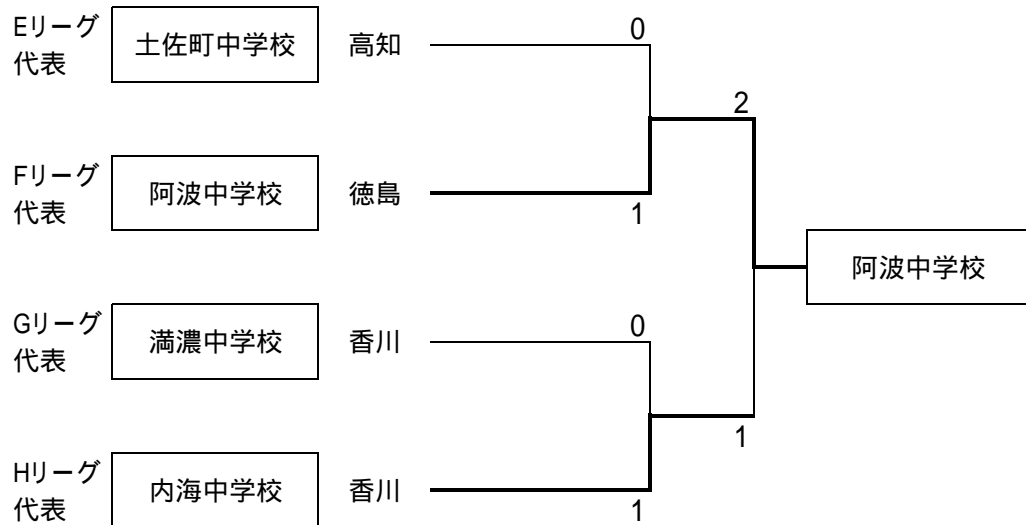 Eリーグ
代表
土佐町中学校
高知
0
2
Fリーグ
代表
阿波中学校
徳島
1
阿波中学校
Gリーグ
代表
満濃中学校
香川
0
1
Hリーグ
代表
内海中学校
香川
1